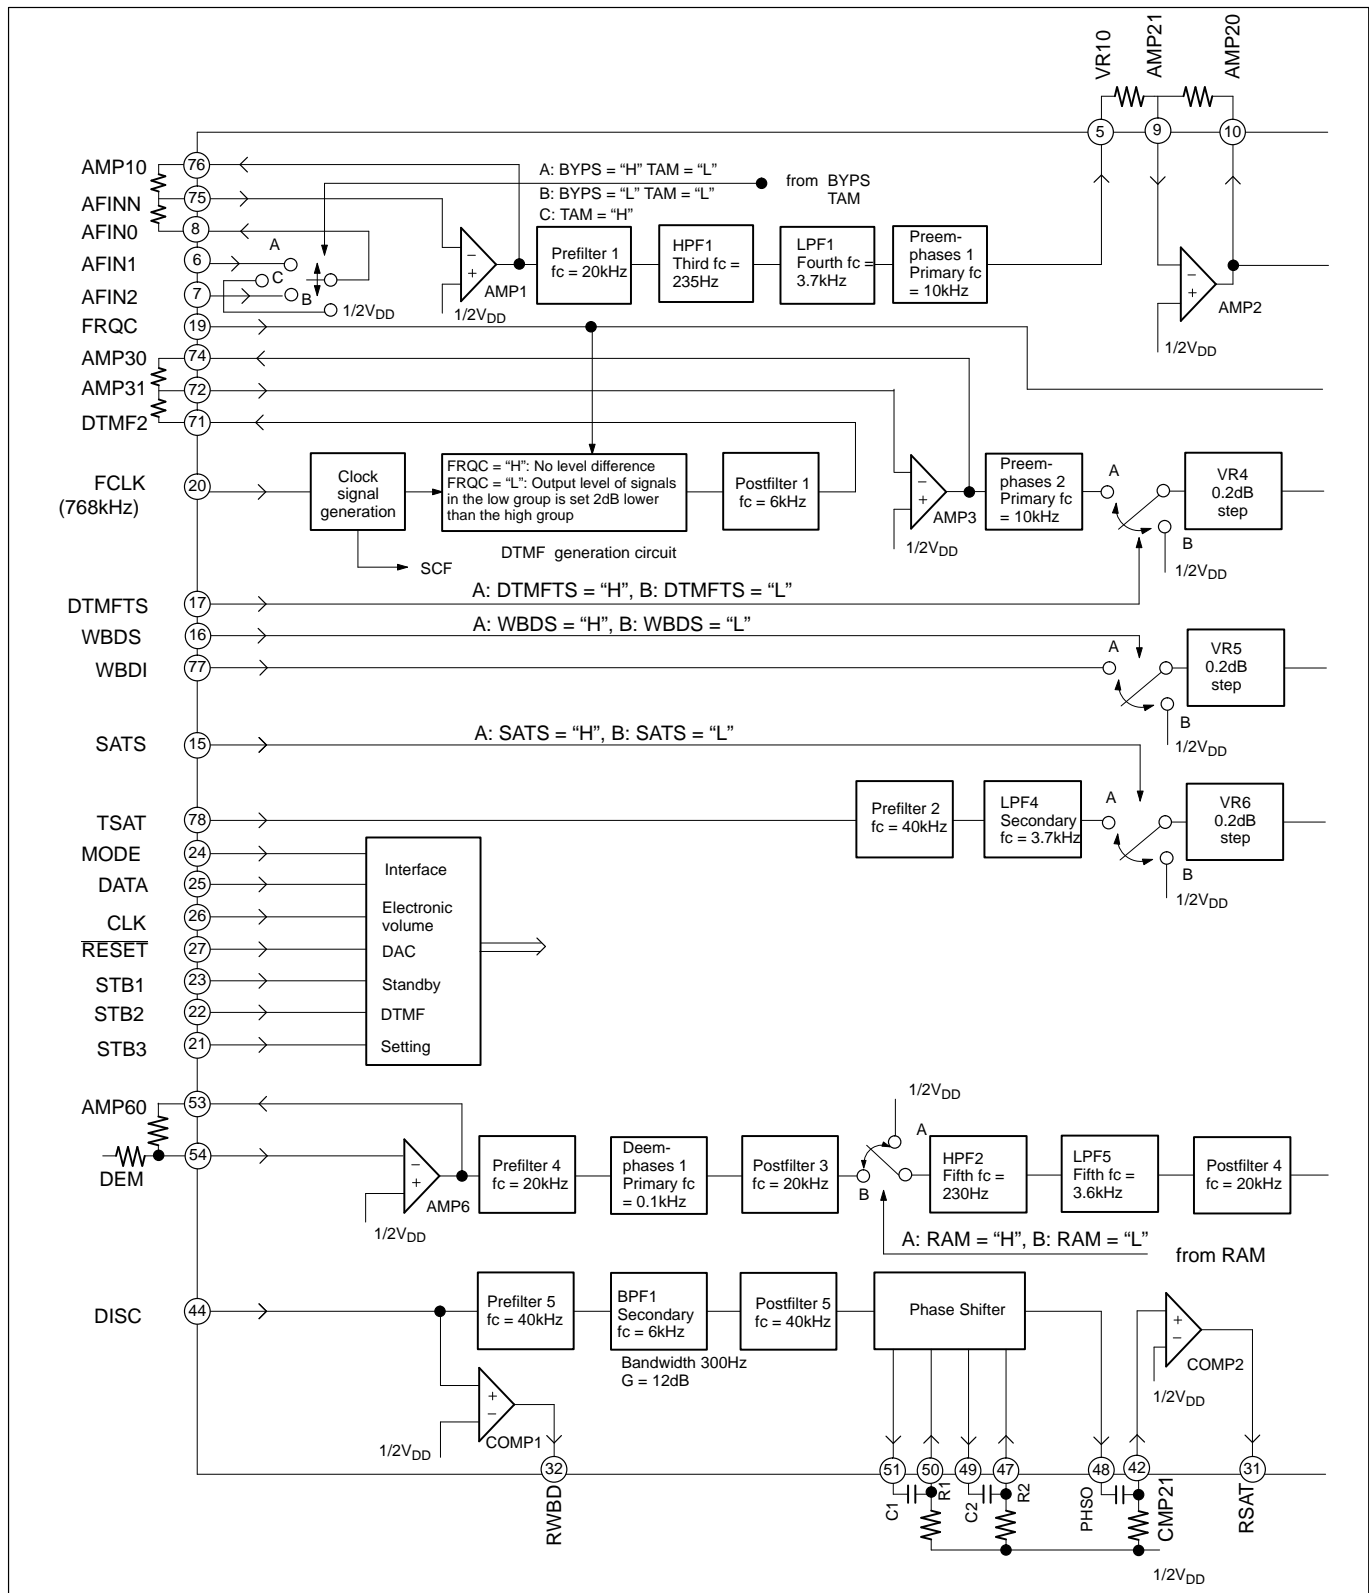 VR10
AMP21
AMP20
5
9
10
AMP10
76
AFINN
75
AFIN0
8
AFIN1
6
AFIN2
7
FRQC
19
AMP30
74
AMP31
72
DTMF2
71
FCLK
(768kHz)
20
A: BYPS = “H” TAM = “L”
B: BYPS = “L” TAM = “L”
C: TAM = “H”
from BYPS
TAM
A
C
B
1/2VDD
−
+
AMP1
1/2VDD
Prefilter 1
fc = 20kHz
HPF1
Third fc =
235Hz
LPF1
Fourth fc =
3.7kHz
Preem-
phases 1
Primary fc
= 10kHz
−
+
AMP2
1/2VDD
Clock
signal
generation
SCF
FRQC = “H”: No level difference
FRQC = “L”: Output level of signals
in the low group is set 2dB lower
than the high group
DTMF generation circuit
Postfilter 1
fc = 6kHz
−
+
AMP3
1/2VDD
Preem-
phases 2
Primary fc
= 10kHz
A
B
1/2VDD
VR4
0.2dB
step
DTMFTS
17
A: DTMFTS = “H”, B: DTMFTS = “L”
WBDS
16
A: WBDS = “H”, B: WBDS = “L”
WBDI
77
A
B
1/2VDD
VR5
0.2dB
step
SATS
15
A: SATS = “H”, B: SATS = “L”
TSAT
78
Prefilter 2
fc = 40kHz
LPF4
Secondary
fc = 3.7kHz
A
B
1/2VDD
VR6
0.2dB
step
MODE
24
DATA
25
CLK
26
RESET
27
STB1
23
STB2
22
STB3
21
Interface
Electronic
volume
DAC
Standby
DTMF
Setting
AMP60
53
DEM
54
−
+
AMP6
1/2VDD
Prefilter 4
fc = 20kHz
Deem-
phases 1
Primary fc
= 0.1kHz
Postfilter 3
fc = 20kHz
1/2VDD
A
B
HPF2
Fifth fc =
230Hz
LPF5
Fifth fc =
3.6kHz
Postfilter 4
fc = 20kHz
A: RAM = “H”, B: RAM = “L”
from RAM
DISC
44
Prefilter 5
fc = 40kHz
BPF1
Secondary
fc = 6kHz
Bandwidth 300Hz
G = 12dB
Postfilter 5
fc = 40kHz
Phase Shifter
+
−
COMP1
1/2VDD
+
−
COMP2
1/2VDD
32
51
50
49
47
48
42
31
RWBD
C1
R1
C2
R2
PHSO
CMP21
RSAT
1/2VDD